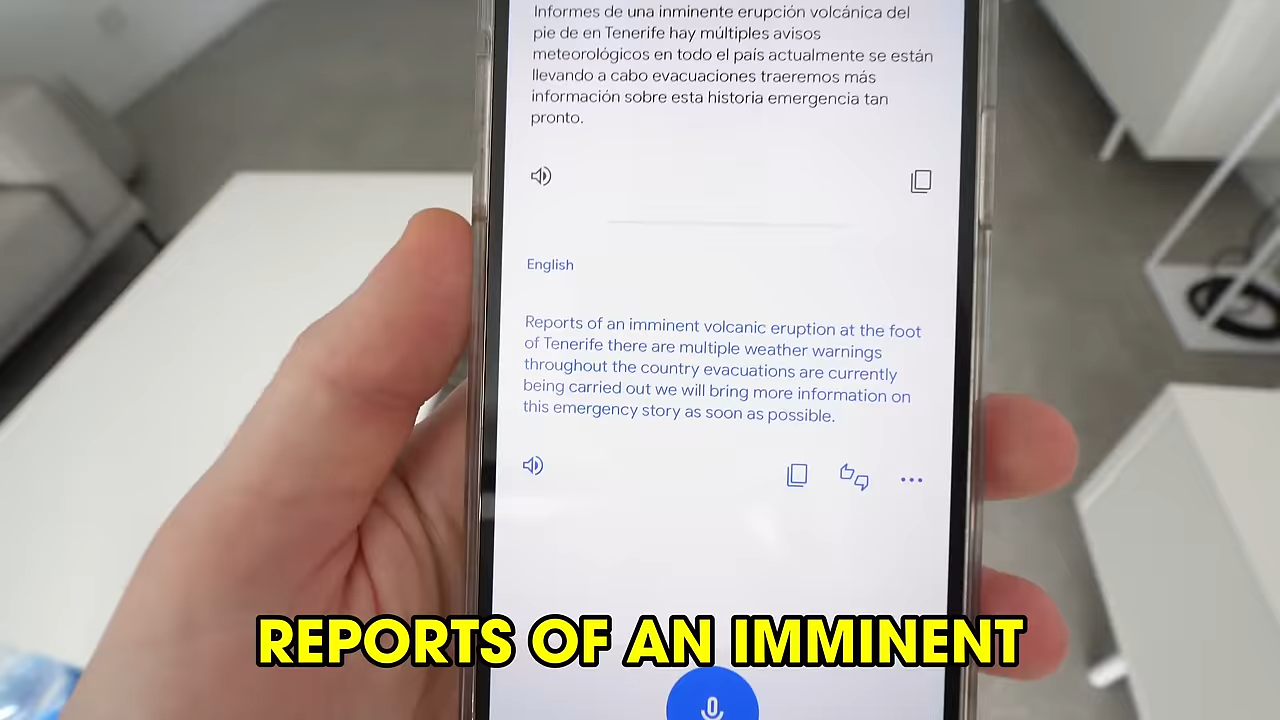 Informes de una inminente erupción volcánica del
pie de en Tenerife hay múltiples avisos
meteorológicos en todo el país actualmente se están
llevando a cabo evacuaciones traeremos más
información sobre esta historia emergencia tan
pronto.
English
Reports of an imminent volcanic eruption at the foot
of Tenerife there are multiple weather warnings
throughout the country evacuations are currently
being carried out we will bring more information on
this emergency story as soon as possible.
REPORTS OF AN IMMINENT